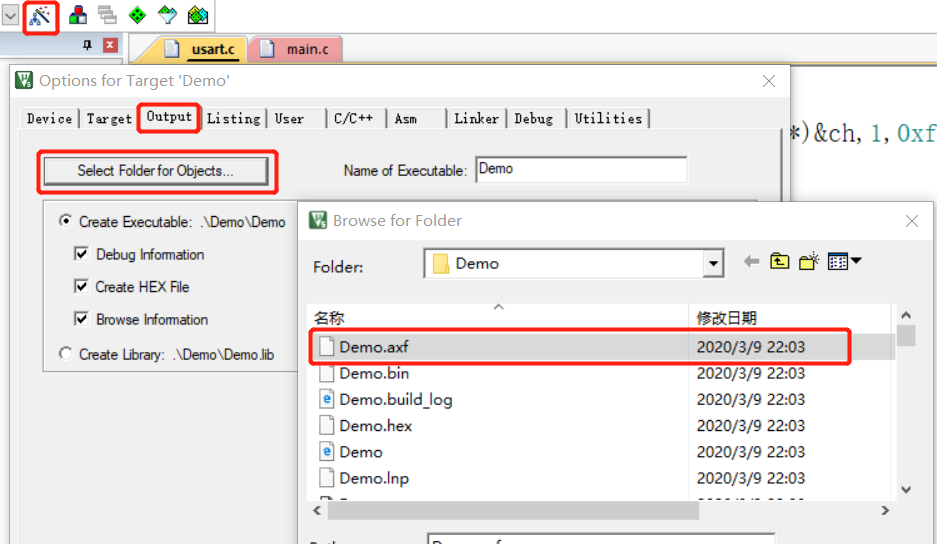 usart.c main.c
Options for Target 'Demo'
Device Target Output Listing User C/C++ Asm Linker Debug Utilities
*)&ch,1,0xf
Select Folder for Objects...
Name of Executable: Demo
Create Executable: .\Demo\Demo
Debug Information
Create HEX File
Browse Information
Create Library: .\Demo\Demo.lib
Browse for Folder
Folder: Demo
名称 修改日期
Demo.axf 2020/3/9 22:03
Demo.bin 2020/3/9 22:03
Demo.build_log 2020/3/9 22:03
Demo.hex 2020/3/9 22:03
Demo 2020/3/9 22:03
Demo.lnp 2020/3/9 22:03